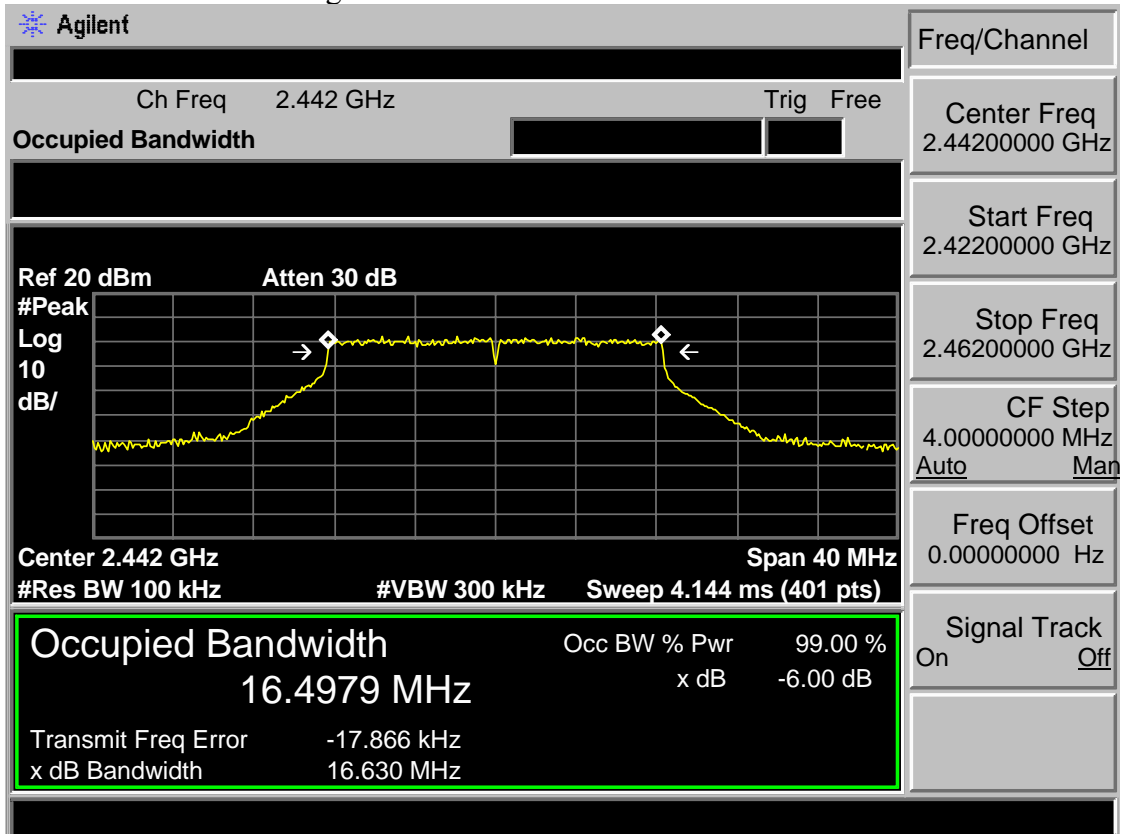 Agilent
Freq/Channel
Ch Freq 2.442 GHz Trig Free
Occupied Bandwidth
Center Freq
2.44200000 GHz
Start Freq
2.42200000 GHz
Stop Freq
2.46200000 GHz
CF Step
4.00000000 MHz
Auto Man
Freq Offset
0.00000000 Hz
Signal Track
On Off
Ref 20 dBm Atten 30 dB
#Peak
Log
10
dB/
Center 2.442 GHz Span 40 MHz
#Res BW 100 kHz #VBW 300 kHz Sweep 4.144 ms (401 pts)
Occupied Bandwidth Occ BW % Pwr 99.00 %
16.4979 MHz x dB -6.00 dB
Transmit Freq Error -17.866 kHz
x dB Bandwidth 16.630 MHz